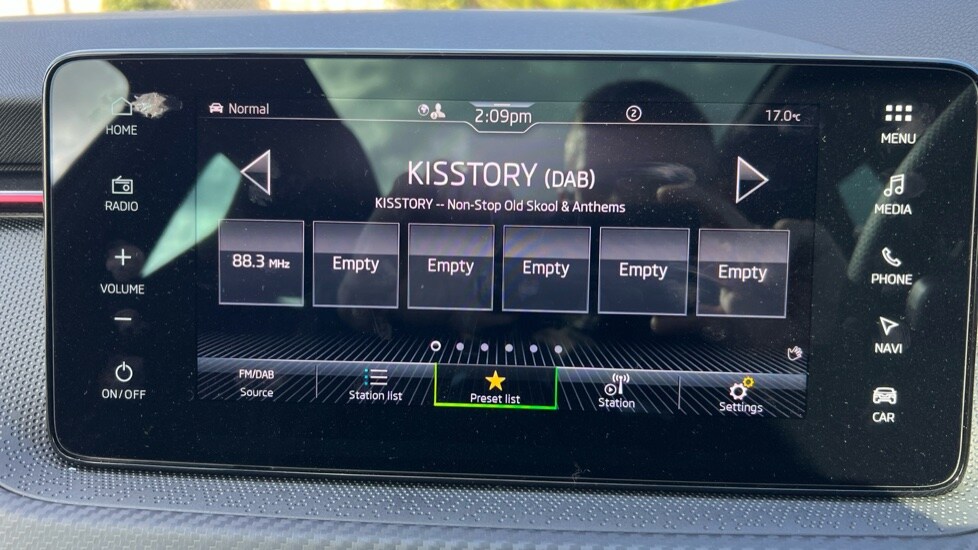 Normal
2:09pm
2
17.0°C
HOME
RADIO
+
VOLUME
−
ON/OFF
KISSTORY (DAB)
KISSTORY -- Non-Stop Old Skool & Anthems
88.3 MHz
Empty
Empty
Empty
Empty
Empty
FM/DAB
Source
Station list
Preset list
Station
Settings
MENU
MEDIA
PHONE
NAVI
CAR